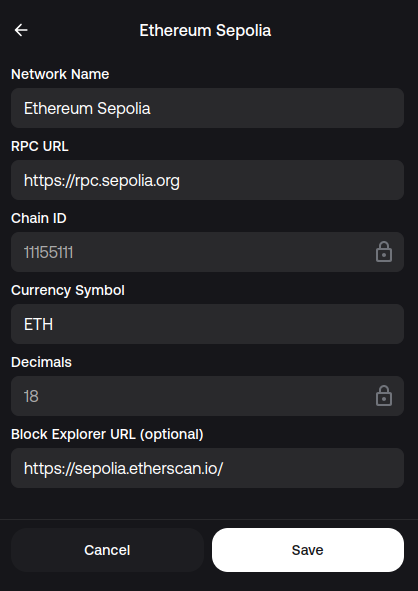 Ethereum Sepolia
Network Name
Ethereum Sepolia
RPC URL
https://rpc.sepolia.org
Chain ID
11155111
Currency Symbol
ETH
Decimals
18
Block Explorer URL (optional)
https://sepolia.etherscan.io/
Cancel
Save